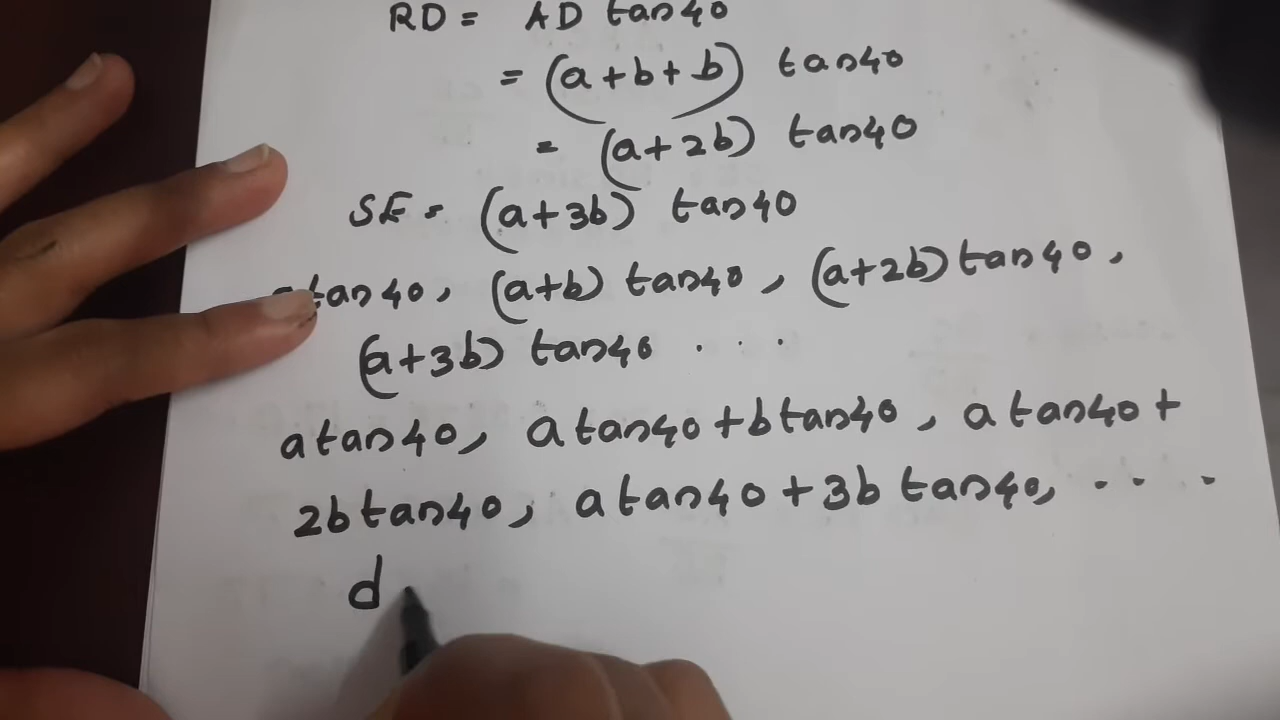 RD = AD tan40
= (a+b+b) tan40
= (a+2b) tan40
SE = (a+3b) tan40
a tan40, (a+b) tan40, (a+2b) tan40,
(a+3b) tan40 . . .
a tan40, a tan40 + b tan40, a tan40 +
2b tan40, a tan40 + 3b tan40, . . . .
d